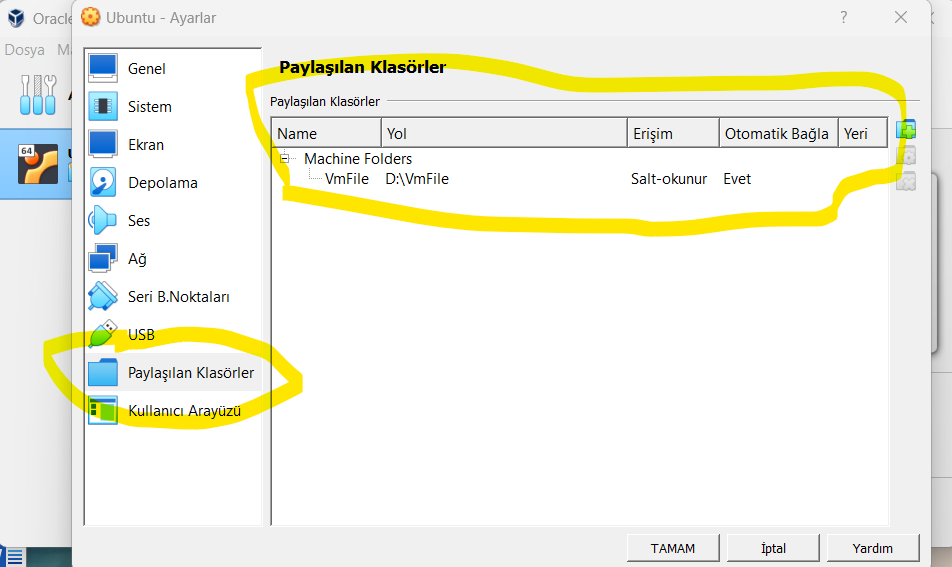 Oracle
Ubuntu - Ayarlar
?
Dosya
64
Genel
Sistem
Ekran
Depolama
Ses
Ağ
Seri B.Noktaları
USB
Paylaşılan Klasörler
Kullanıcı Arayüzü
Paylaşılan Klasörler
Paylaşılan Klasörler
Name Yol Erişim Otomatik Bağla Yeri
Machine Folders
VmFile D:\VmFile Salt-okunur Evet
TAMAM İptal Yardım